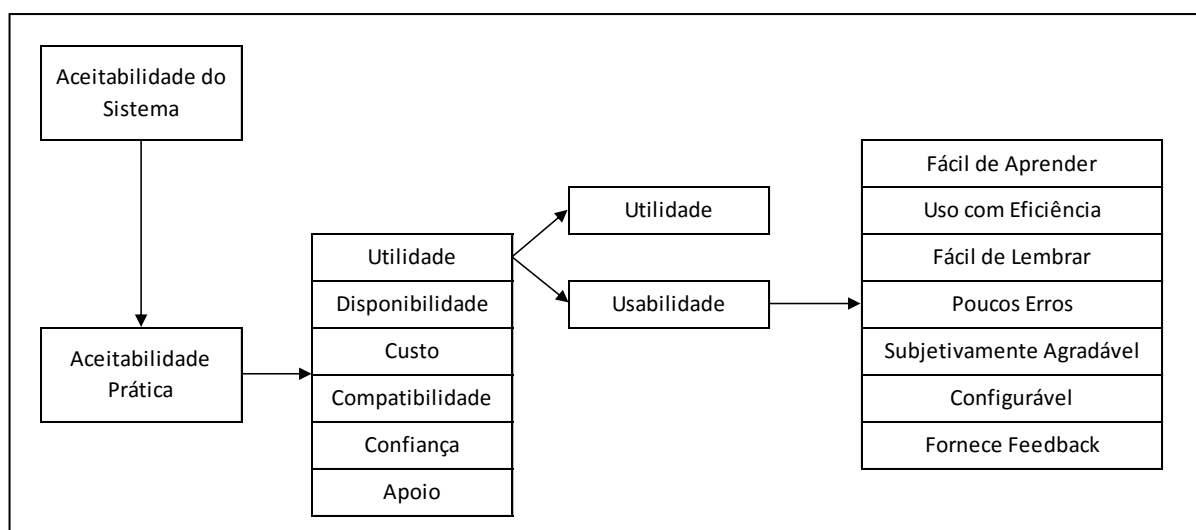 Aceitabilidade do
Sistema
Aceitabilidade
Prática
Utilidade
Disponibilidade
Custo
Compatibilidade
Confiança
Apoio
Utilidade
Usabilidade
Fácil de Aprender
Uso com Eficiência
Fácil de Lembrar
Poucos Erros
Subjetivamente Agradável
Configurável
Fornece Feedback